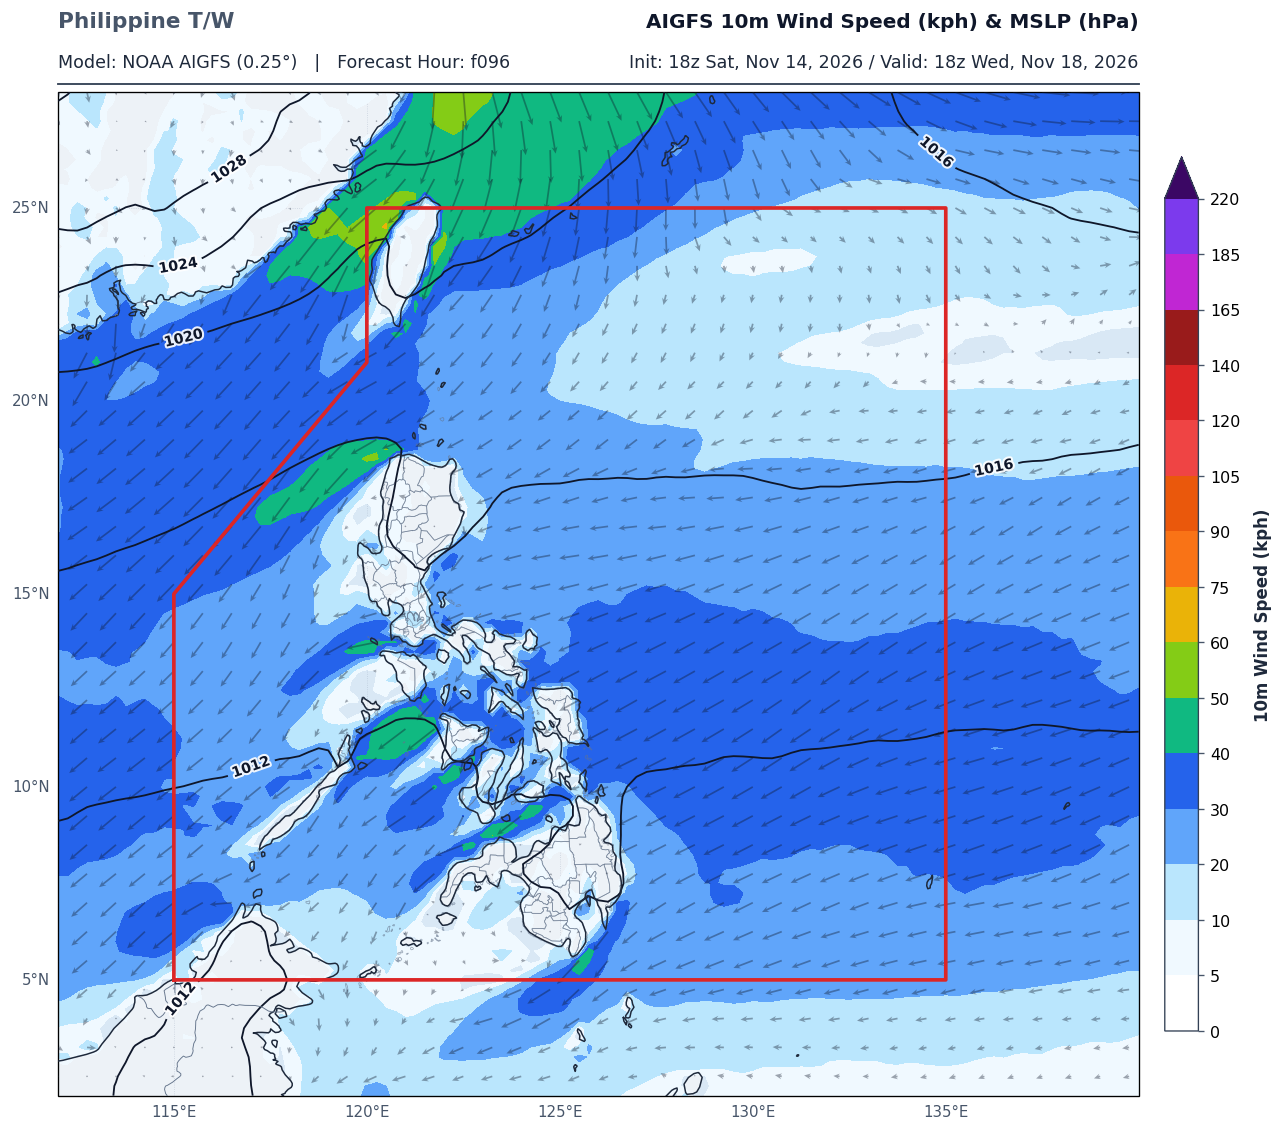 Philippine T/W
AIGFS 10m Wind Speed (kph) & MSLP (hPa)
Model: NOAA AIGFS (0.25°)   |   Forecast Hour: f096
Init: 18z Sat, Nov 14, 2026 / Valid: 18z Wed, Nov 18, 2026
1028
1016
1024
1020
1016
1012
1012
25°N
20°N
15°N
10°N
5°N
115°E
120°E
125°E
130°E
135°E
220
185
165
140
120
105
90
75
60
50
40
30
20
10
5
0
10m Wind Speed (kph)